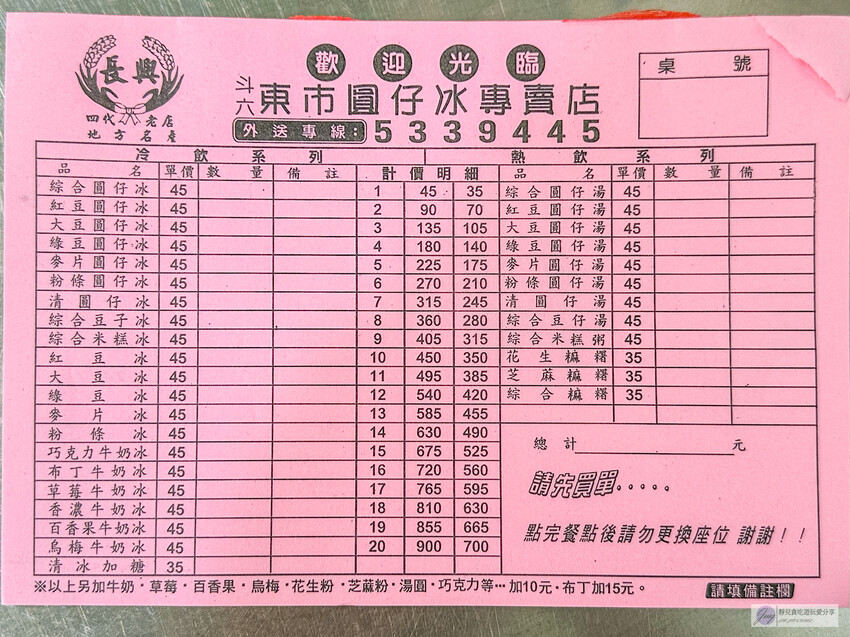 歡迎光臨
長興
四代老店
地方名產
斗六 東市圓仔冰專賣店
外送專線：5339445
桌號
冷飲系列 熱飲系列
品名 單價 數量 備註 計價明細 品名 單價 數量 備註
綜合圓仔冰 45 1 45 35 綜合圓仔湯 45
紅豆圓仔冰 45 2 90 70 紅豆圓仔湯 45
大豆圓仔冰 45 3 135 105 大豆圓仔湯 45
綠豆圓仔冰 45 4 180 140 綠豆圓仔湯 45
麥片圓仔冰 45 5 225 175 麥片圓仔湯 45
粉條圓仔冰 45 6 270 210 粉條圓仔湯 45
清圓仔冰 45 7 315 245 清圓仔湯 45
綜合豆子冰 45 8 360 280 綜合豆仔湯 45
綜合米糕冰 45 9 405 315 綜合米糕粥 45
紅豆冰 45 10 450 350 花生麻糬 35
大豆冰 45 11 495 385 芝蔴麻糬 35
綠豆冰 45 12 540 420 綜合麻糬 35
麥片冰 45 13 585 455
粉條冰 45 14 630 490
巧克力牛奶冰 45 15 675 525
布丁牛奶冰 45 16 720 560
草莓牛奶冰 45 17 765 595
香濃牛奶冰 45 18 810 630
百香果牛奶冰 45 19 855 665
烏梅牛奶冰 45 20 900 700
清冰加糖 35
總計 元
請先買單‧‧‧‧‧
點完餐點後請勿更換座位 謝謝！！
※以上另加牛奶‧草莓‧百香果‧烏梅‧花生粉‧芝蔴粉‧湯圓‧巧克力等…加10元‧布丁加15元。
請填備註欄
靜兒貪吃遊玩愛分享